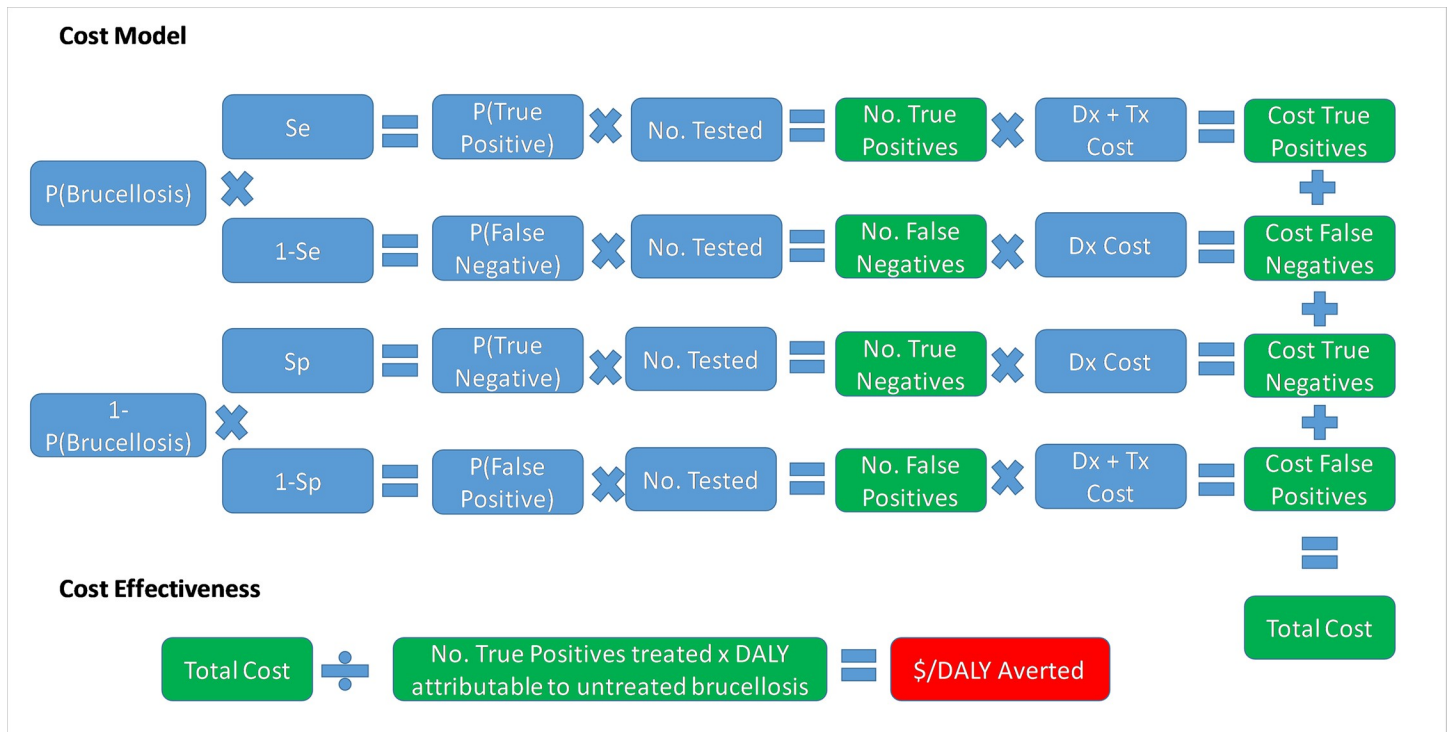 Cost Model
Se
P(True
Positive)
No. Tested
No. True
Positives
Dx + Tx
Cost
Cost True
Positives
P(Brucellosis)
1-Se
P(False
Negative)
No. Tested
No. False
Negatives
Dx Cost
Cost False
Negatives
Sp
P(True
Negative)
No. Tested
No. True
Negatives
Dx Cost
Cost True
Negatives
1-
P(Brucellosis)
1-Sp
P(False
Positive)
No. Tested
No. False
Positives
Dx + Tx
Cost
Cost False
Positives
Cost Effectiveness
Total Cost
Total Cost
No. True Positives treated x DALY
attributable to untreated brucellosis
$/DALY Averted